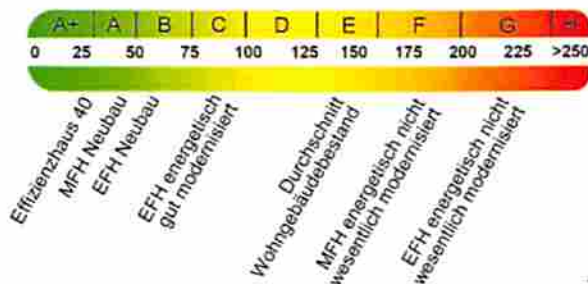 A+ A B C D E F G H
0 25 50 75 100 125 150 175 200 225 >250
Effizienzhaus 40
MFH Neubau
EFH Neubau
EFH energetisch
gut modernisiert
Durchschnitt
Wohngebäudebestand
MFH energetisch nicht
wesentlich modernisiert
EFH energetisch nicht
wesentlich modernisiert